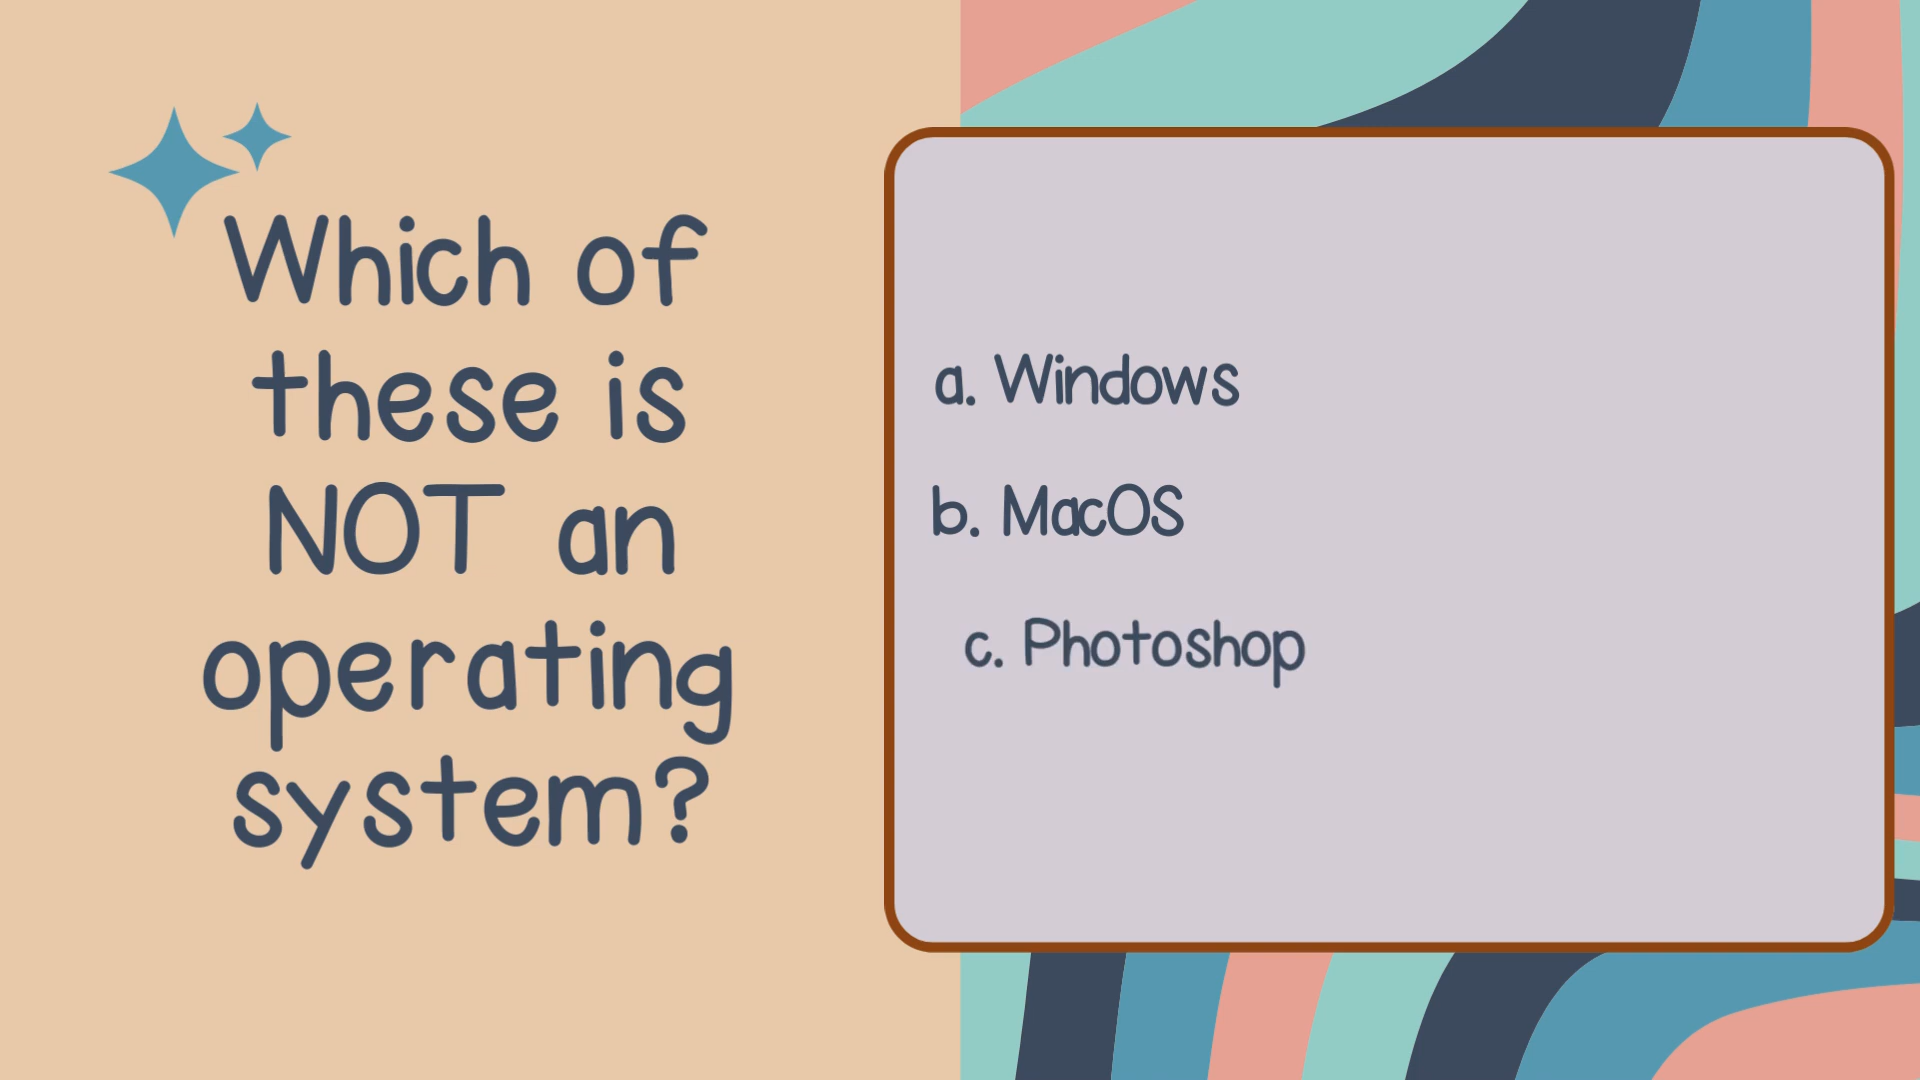 Which of
these is
NOT an
operating
system?
a. Windows
b. MacOS
c. Photoshop